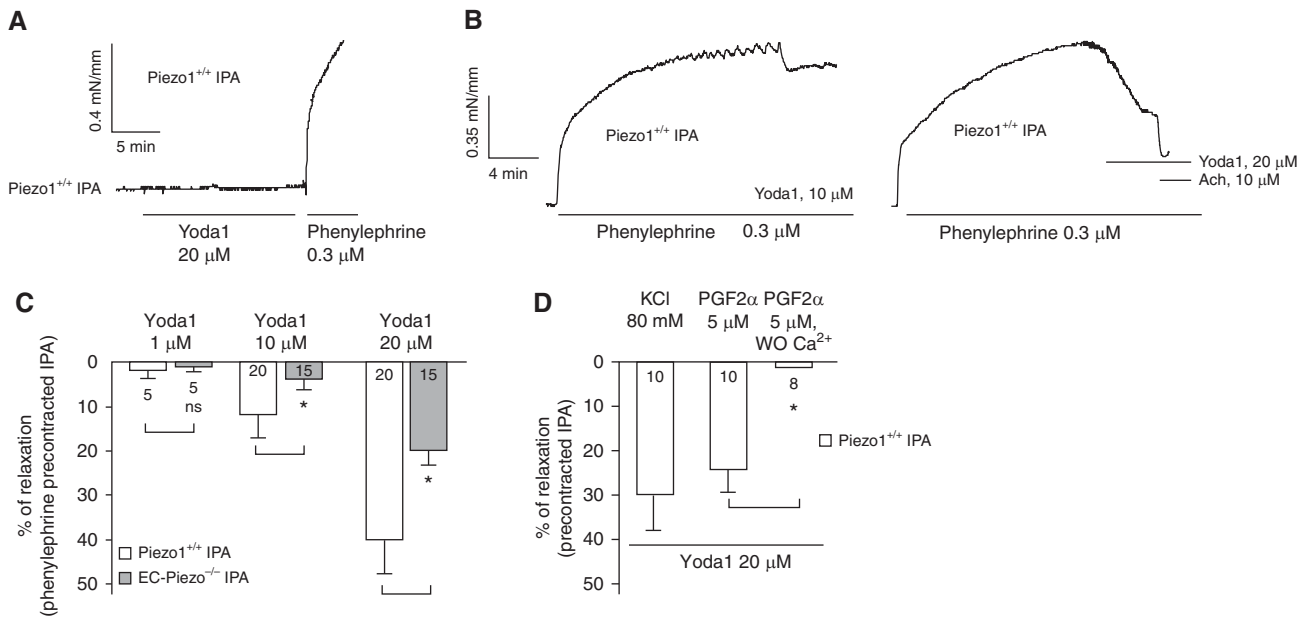 A
0.4 mN/mm
Piezo1+/+ IPA
5 min
Piezo1+/+ IPA
Yoda1
20 μM
Phenylephrine
0.3 μM
B
0.35 mN/mm
4 min
Piezo1+/+ IPA
Yoda1, 10 μM
Phenylephrine 0.3 μM
Piezo1+/+ IPA
Yoda1, 20 μM
Ach, 10 μM
Phenylephrine 0.3 μM
C
% of relaxation
(phenylephrine precontracted IPA)
Yoda1
1 μM
Yoda1
10 μM
Yoda1
20 μM
0
10
20
30
40
50
5
5
ns
20
15
*
20
15
*
Piezo1+/+ IPA
EC-Piezo−/− IPA
D
% of relaxation
(precontracted IPA)
KCl
80 mM
PGF2α
5 μM
PGF2α
5 μM,
WO Ca2+
0
10
20
30
40
50
10
10
8
*
Piezo1+/+ IPA
Yoda1 20 μM